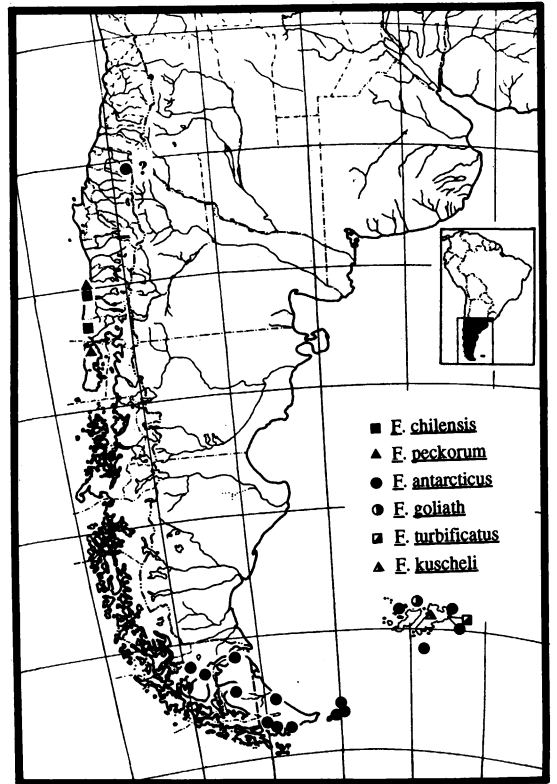 ?
F. chilensis
F. peckorum
F. antarcticus
F. goliath
F. turbificatus
F. kuscheli